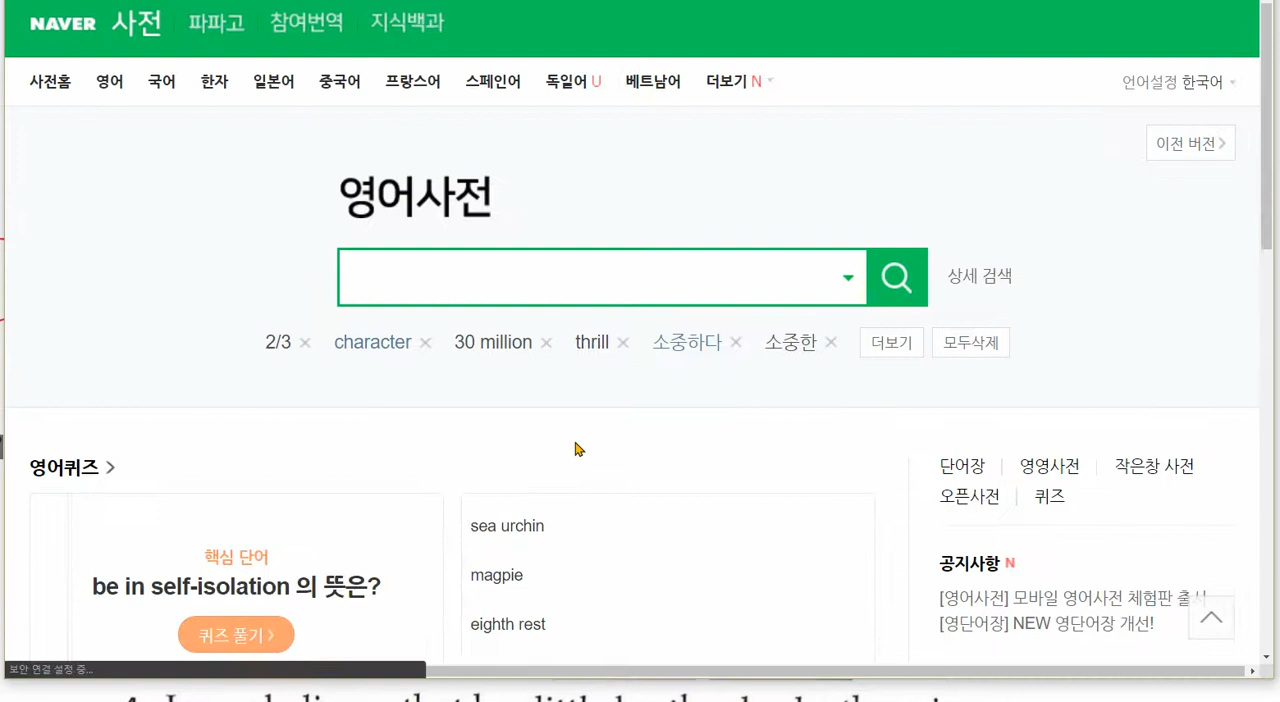 NAVER 사전 파파고 참여번역 지식백과
사전홈 영어 국어 한자 일본어 중국어 프랑스어 스페인어 독일어 U 베트남어 더보기 N 언어설정 한국어
이전 버전
영어사전
상세 검색
2/3 character 30 million thrill 소중하다 소중한 더보기 모두삭제
영어퀴즈
핵심 단어
be in self-isolation 의 뜻은?
퀴즈 풀기
sea urchin
magpie
eighth rest
단어장 영영사전 작은창 사전
오픈사전 퀴즈
공지사항 N
[영어사전] 모바일 영어사전 체험판 출시
[영단어장] NEW 영단어장 개선!
보안 연결 설정 중...